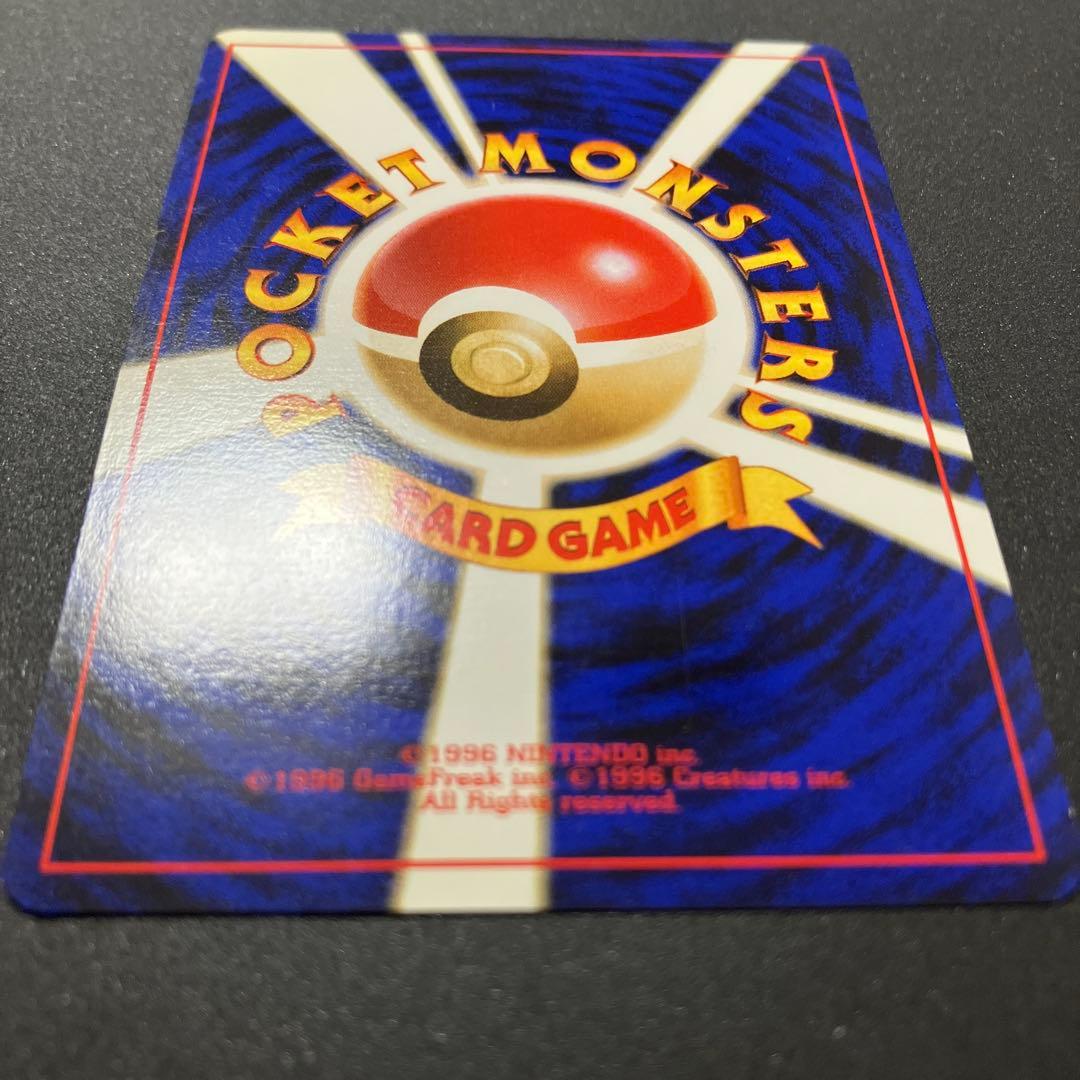 POCKET MONSTERS
CARD GAME
©1996 NINTENDO inc.
©1996 GameFreak inc. ©1996 Creatures inc.
All Rights reserved.